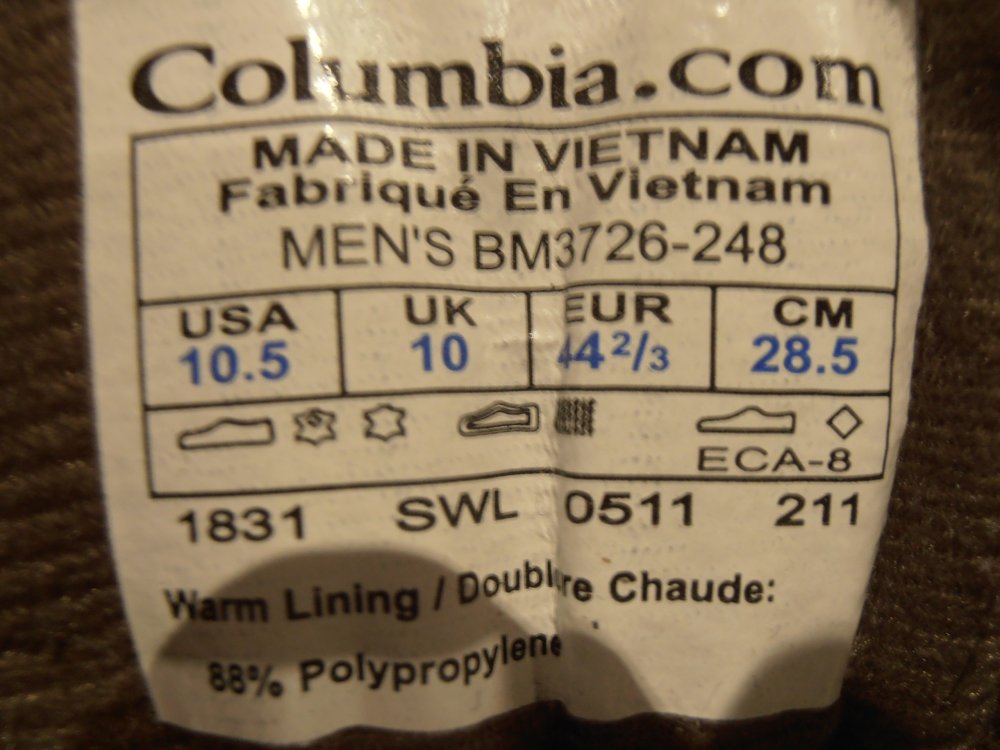 Columbia.com
MADE IN VIETNAM
Fabriqué En Vietnam
MEN'S BM3726-248
USA UK EUR CM
10.5 10 44 2/3 28.5
ECA-8
1831 SWL 0511 211
Warm Lining / Doublure Chaude:
88% Polypropylene